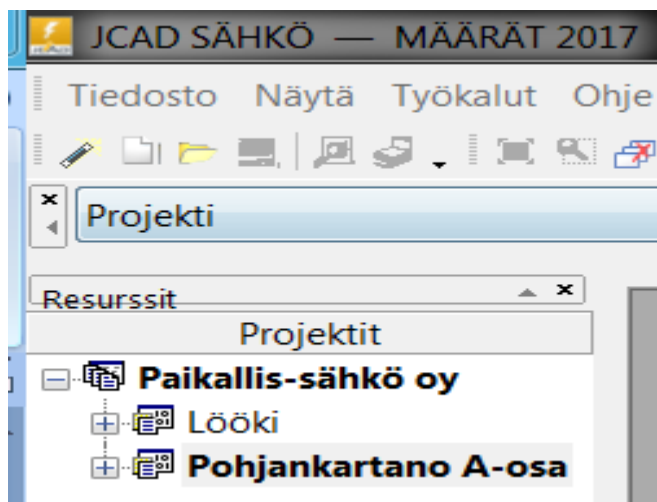 JCAD SÄHKÖ — MÄÄRÄT 2017
Tiedosto Näytä Työkalut Ohje
Projekti
Resurssit
Projektit
Paikallis-sähkö oy
Lööki
Pohjankartano A-osa